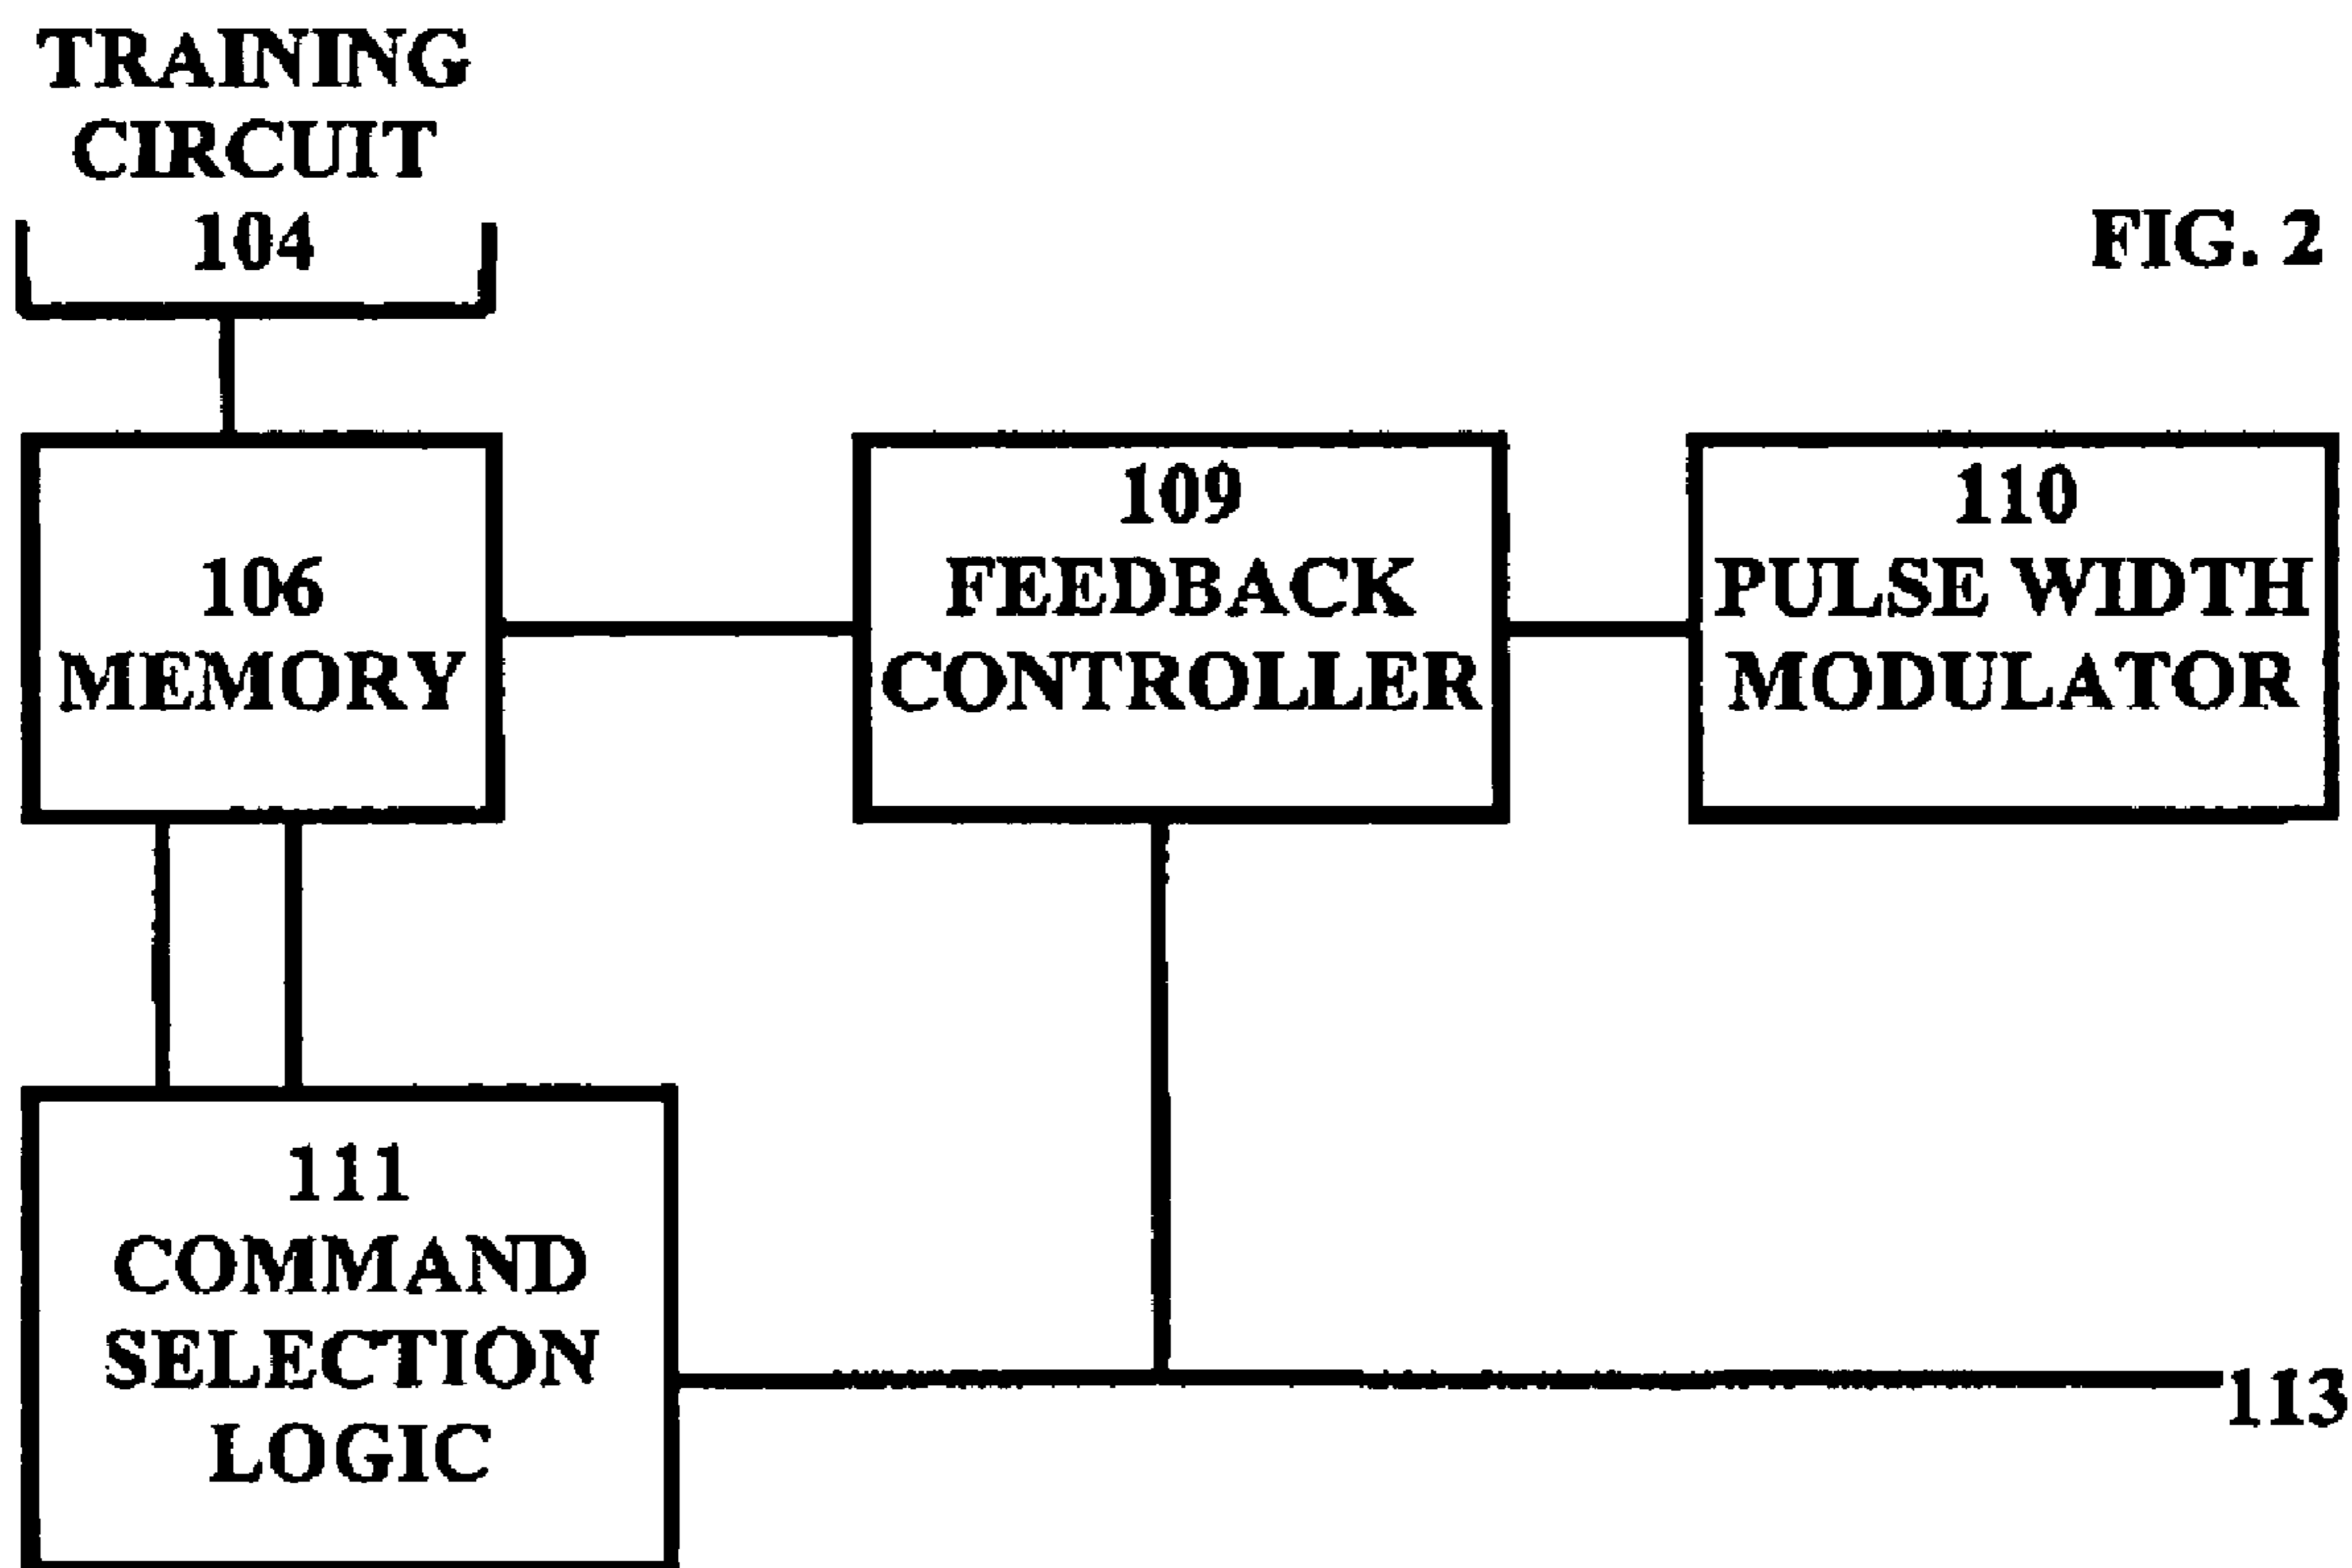 TRAINING
CIRCUIT
104
FIG. 2
106
MEMORY
109
FEEDBACK
CONTROLLER
110
PULSE WIDTH
MODULATOR
111
COMMAND
SELECTION
LOGIC
113